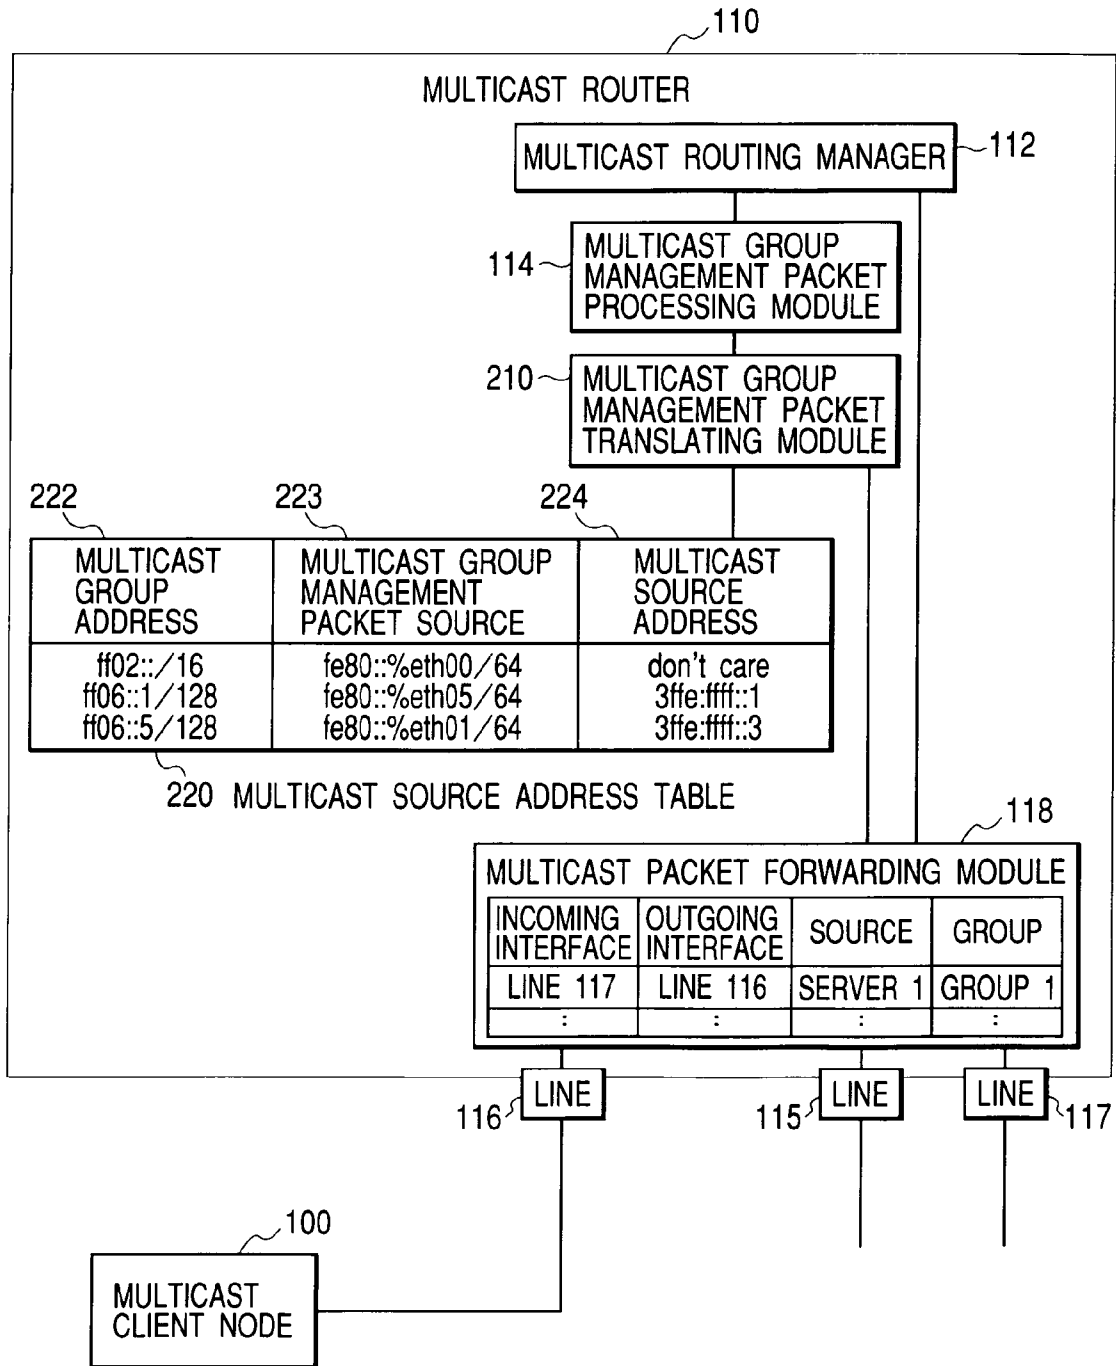 110
MULTICAST ROUTER
MULTICAST ROUTING MANAGER
112
114
MULTICAST GROUP
MANAGEMENT PACKET
PROCESSING MODULE
210
MULTICAST GROUP
MANAGEMENT PACKET
TRANSLATING MODULE
222
223
224
MULTICAST
GROUP
ADDRESS
MULTICAST GROUP
MANAGEMENT
PACKET SOURCE
MULTICAST
SOURCE
ADDRESS
ff02::/16 fe80::%eth00/64 don't care
ff06::1/128 fe80::%eth05/64 3ffe:ffff::1
ff06::5/128 fe80::%eth01/64 3ffe:ffff::3
220 MULTICAST SOURCE ADDRESS TABLE
118
MULTICAST PACKET FORWARDING MODULE
INCOMING
INTERFACE
OUTGOING
INTERFACE
SOURCE
GROUP
LINE 117 LINE 116 SERVER 1 GROUP 1
: : : :
LINE
116
LINE
115
LINE
117
100
MULTICAST
CLIENT NODE